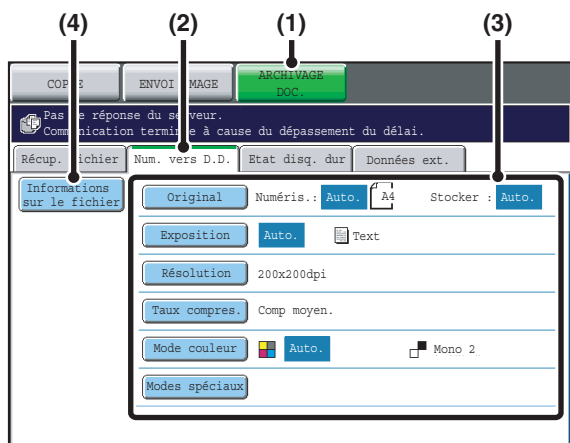 (4) (2) (1) (3)
COPIE ENVOI IMAGE ARCHIVAGE
DOC.
Pas de réponse du serveur.
Communication terminée à cause du dépassement du délai.
Récup. fichier Num. vers D.D. Etat disq. dur Données ext.
Informations
sur le fichier
Original Numéris.: Auto. A4 Stocker : Auto.
Exposition Auto. Text
Résolution 200x200dpi
Taux compres. Comp moyen.
Mode couleur Auto. Mono 2
Modes spéciaux